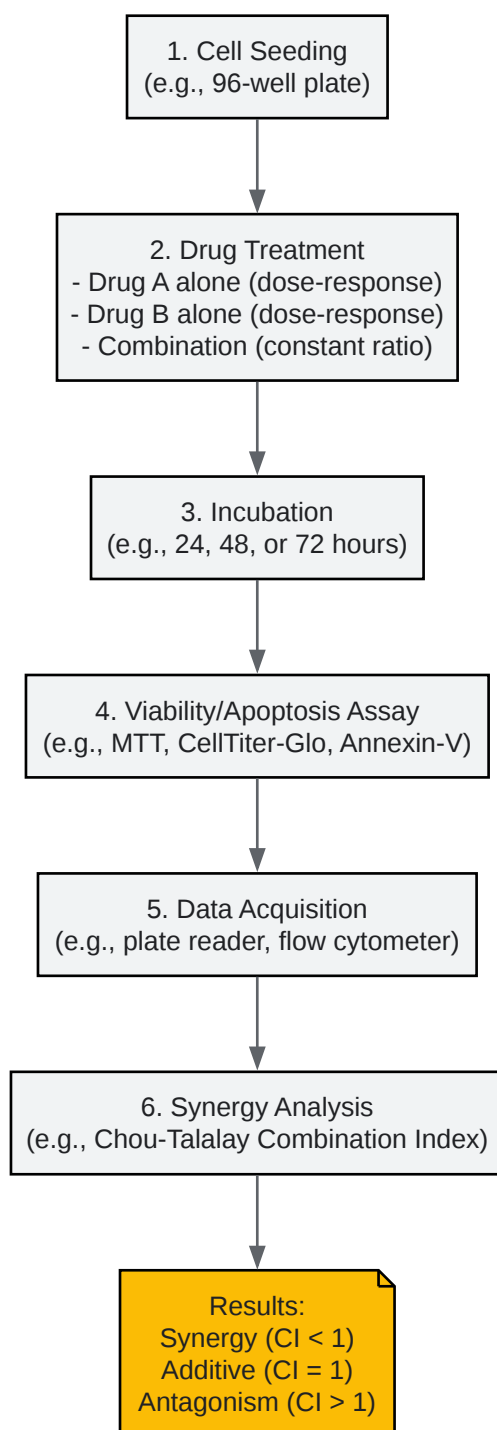 1. Cell Seeding
(e.g., 96-well plate)
2. Drug Treatment
- Drug A alone (dose-response)
- Drug B alone (dose-response)
- Combination (constant ratio)
3. Incubation
(e.g., 24, 48, or 72 hours)
4. Viability/Apoptosis Assay
(e.g., MTT, CellTiter-Glo, Annexin-V)
5. Data Acquisition
(e.g., plate reader, flow cytometer)
6. Synergy Analysis
(e.g., Chou-Talalay Combination Index)
Results:
Synergy (CI < 1)
Additive (CI = 1)
Antagonism (CI > 1)